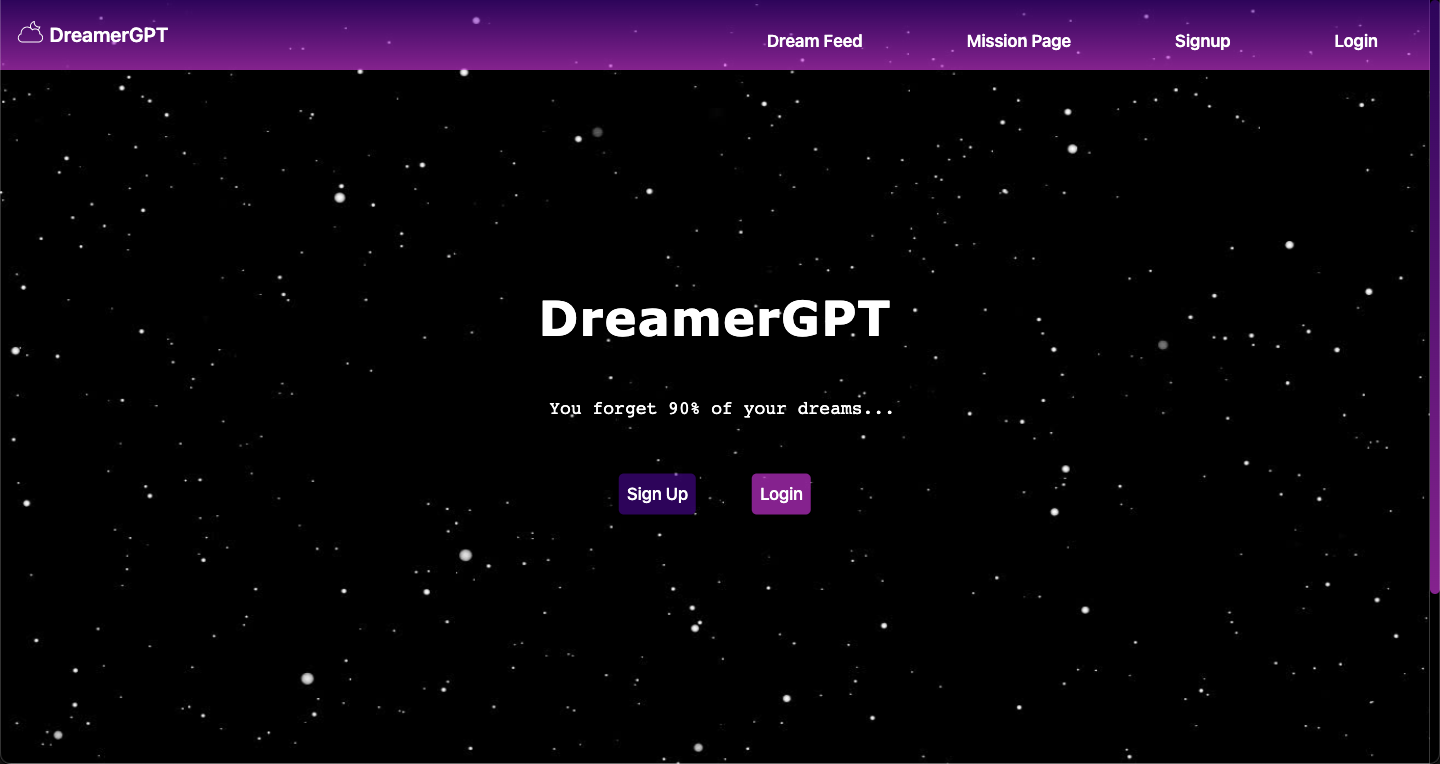 DreamerGPT
Dream Feed Mission Page Signup Login
DreamerGPT
You forget 90% of your dreams...
Sign Up Login